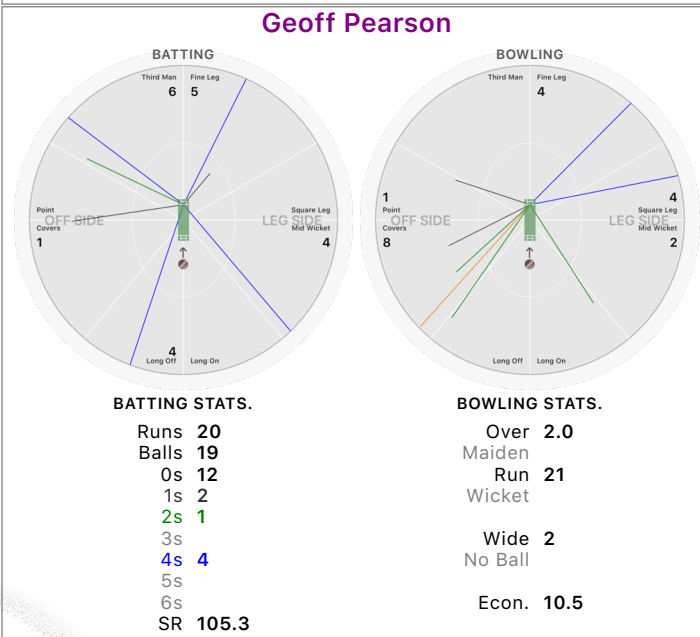 Geoff Pearson
BATTING
Third Man Fine Leg
6 5
Point
OFF SIDE
Covers
1
Square Leg
LEG SIDE
Mid Wicket
4
4
Long Off Long On
BOWLING
Third Man Fine Leg
4
1
Point
OFF SIDE
Covers
8
4
Square Leg
LEG SIDE
Mid Wicket
2
Long Off Long On
BATTING STATS.
Runs 20
Balls 19
0s 12
1s 2
2s 1
3s
4s 4
5s
6s
SR 105.3
BOWLING STATS.
Over 2.0
Maiden
Run 21
Wicket
Wide 2
No Ball
Econ. 10.5